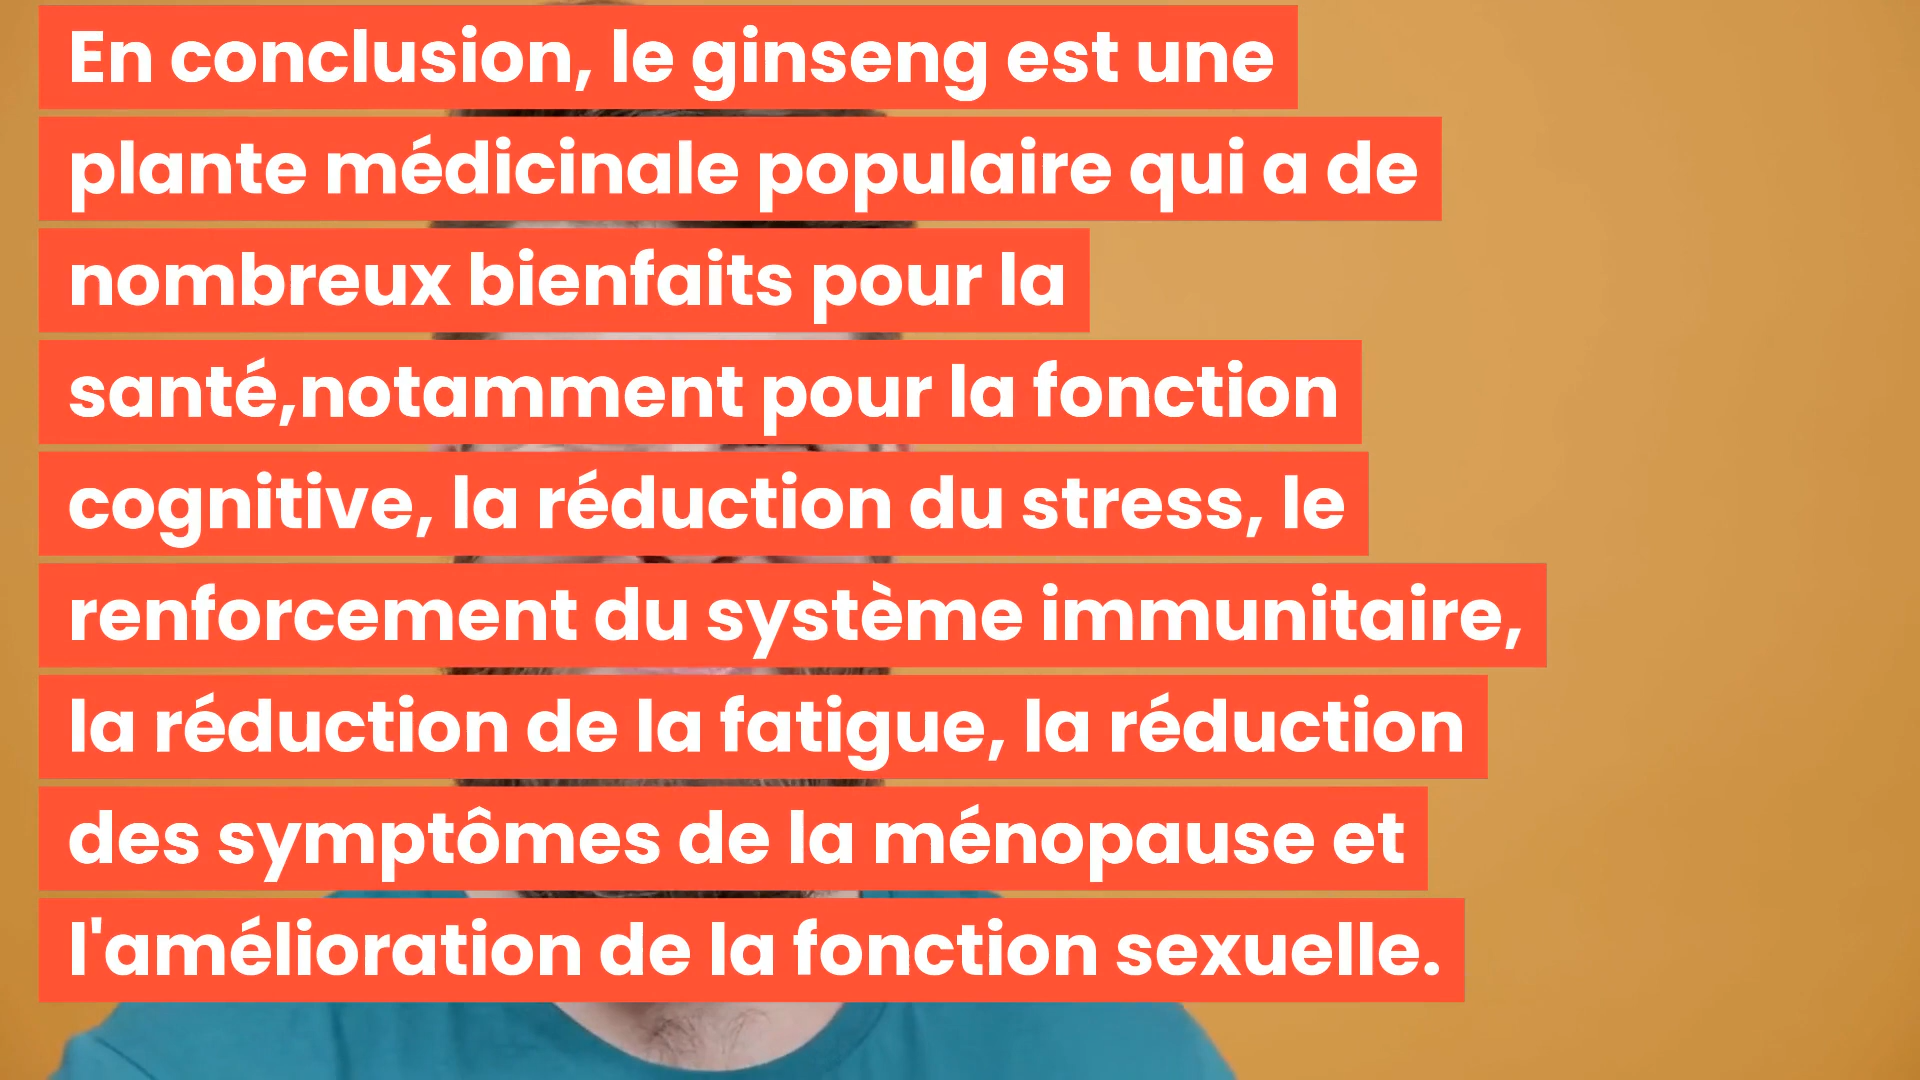 En conclusion, le ginseng est une
plante médicinale populaire qui a de
nombreux bienfaits pour la
santé,notamment pour la fonction
cognitive, la réduction du stress, le
renforcement du système immunitaire,
la réduction de la fatigue, la réduction
des symptômes de la ménopause et
l'amélioration de la fonction sexuelle.